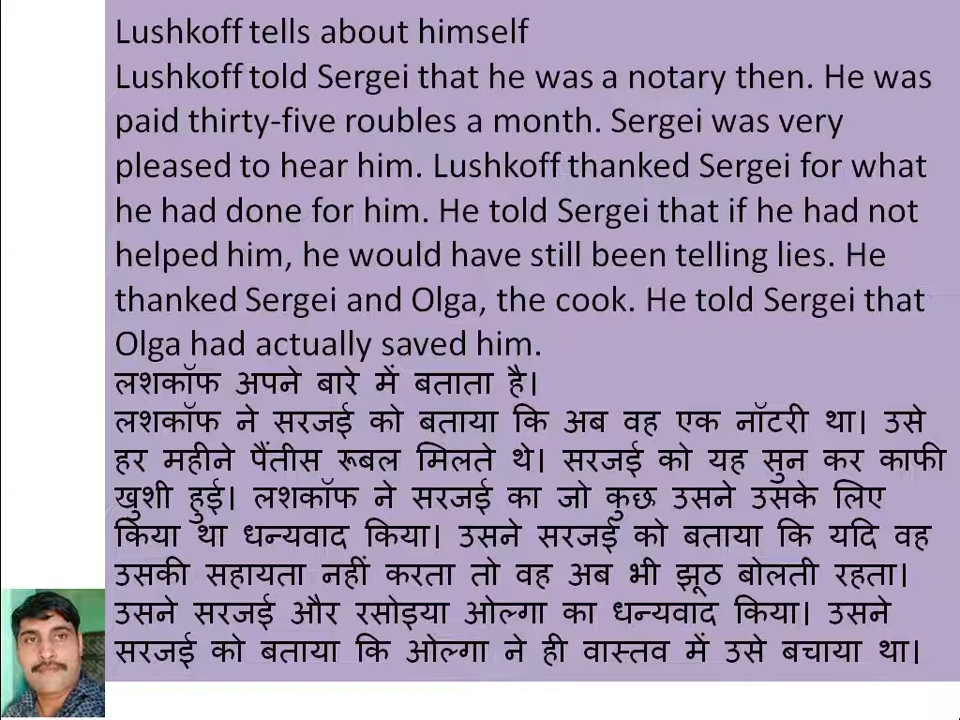 Lushkoff tells about himself
Lushkoff told Sergei that he was a notary then. He was
paid thirty-five roubles a month. Sergei was very
pleased to hear him. Lushkoff thanked Sergei for what
he had done for him. He told Sergei that if he had not
helped him, he would have still been telling lies. He
thanked Sergei and Olga, the cook. He told Sergei that
Olga had actually saved him.
लशकॉफ अपने बारे में बताता है।
लशकॉफ ने सरजई को बताया कि अब वह एक नॉटरी था। उसे
हर महीने पैंतीस रूबल मिलते थे। सरजई को यह सुन कर काफी
खुशी हुई। लशकॉफ ने सरजई का जो कुछ उसने उसके लिए
किया था धन्यवाद किया। उसने सरजई को बताया कि यदि वह
उसकी सहायता नहीं करता तो वह अब भी झूठ बोलती रहता।
उसने सरजई और रसोइया ओल्गा का धन्यवाद किया। उसने
सरजई को बताया कि ओल्गा ने ही वास्तव में उसे बचाया था।